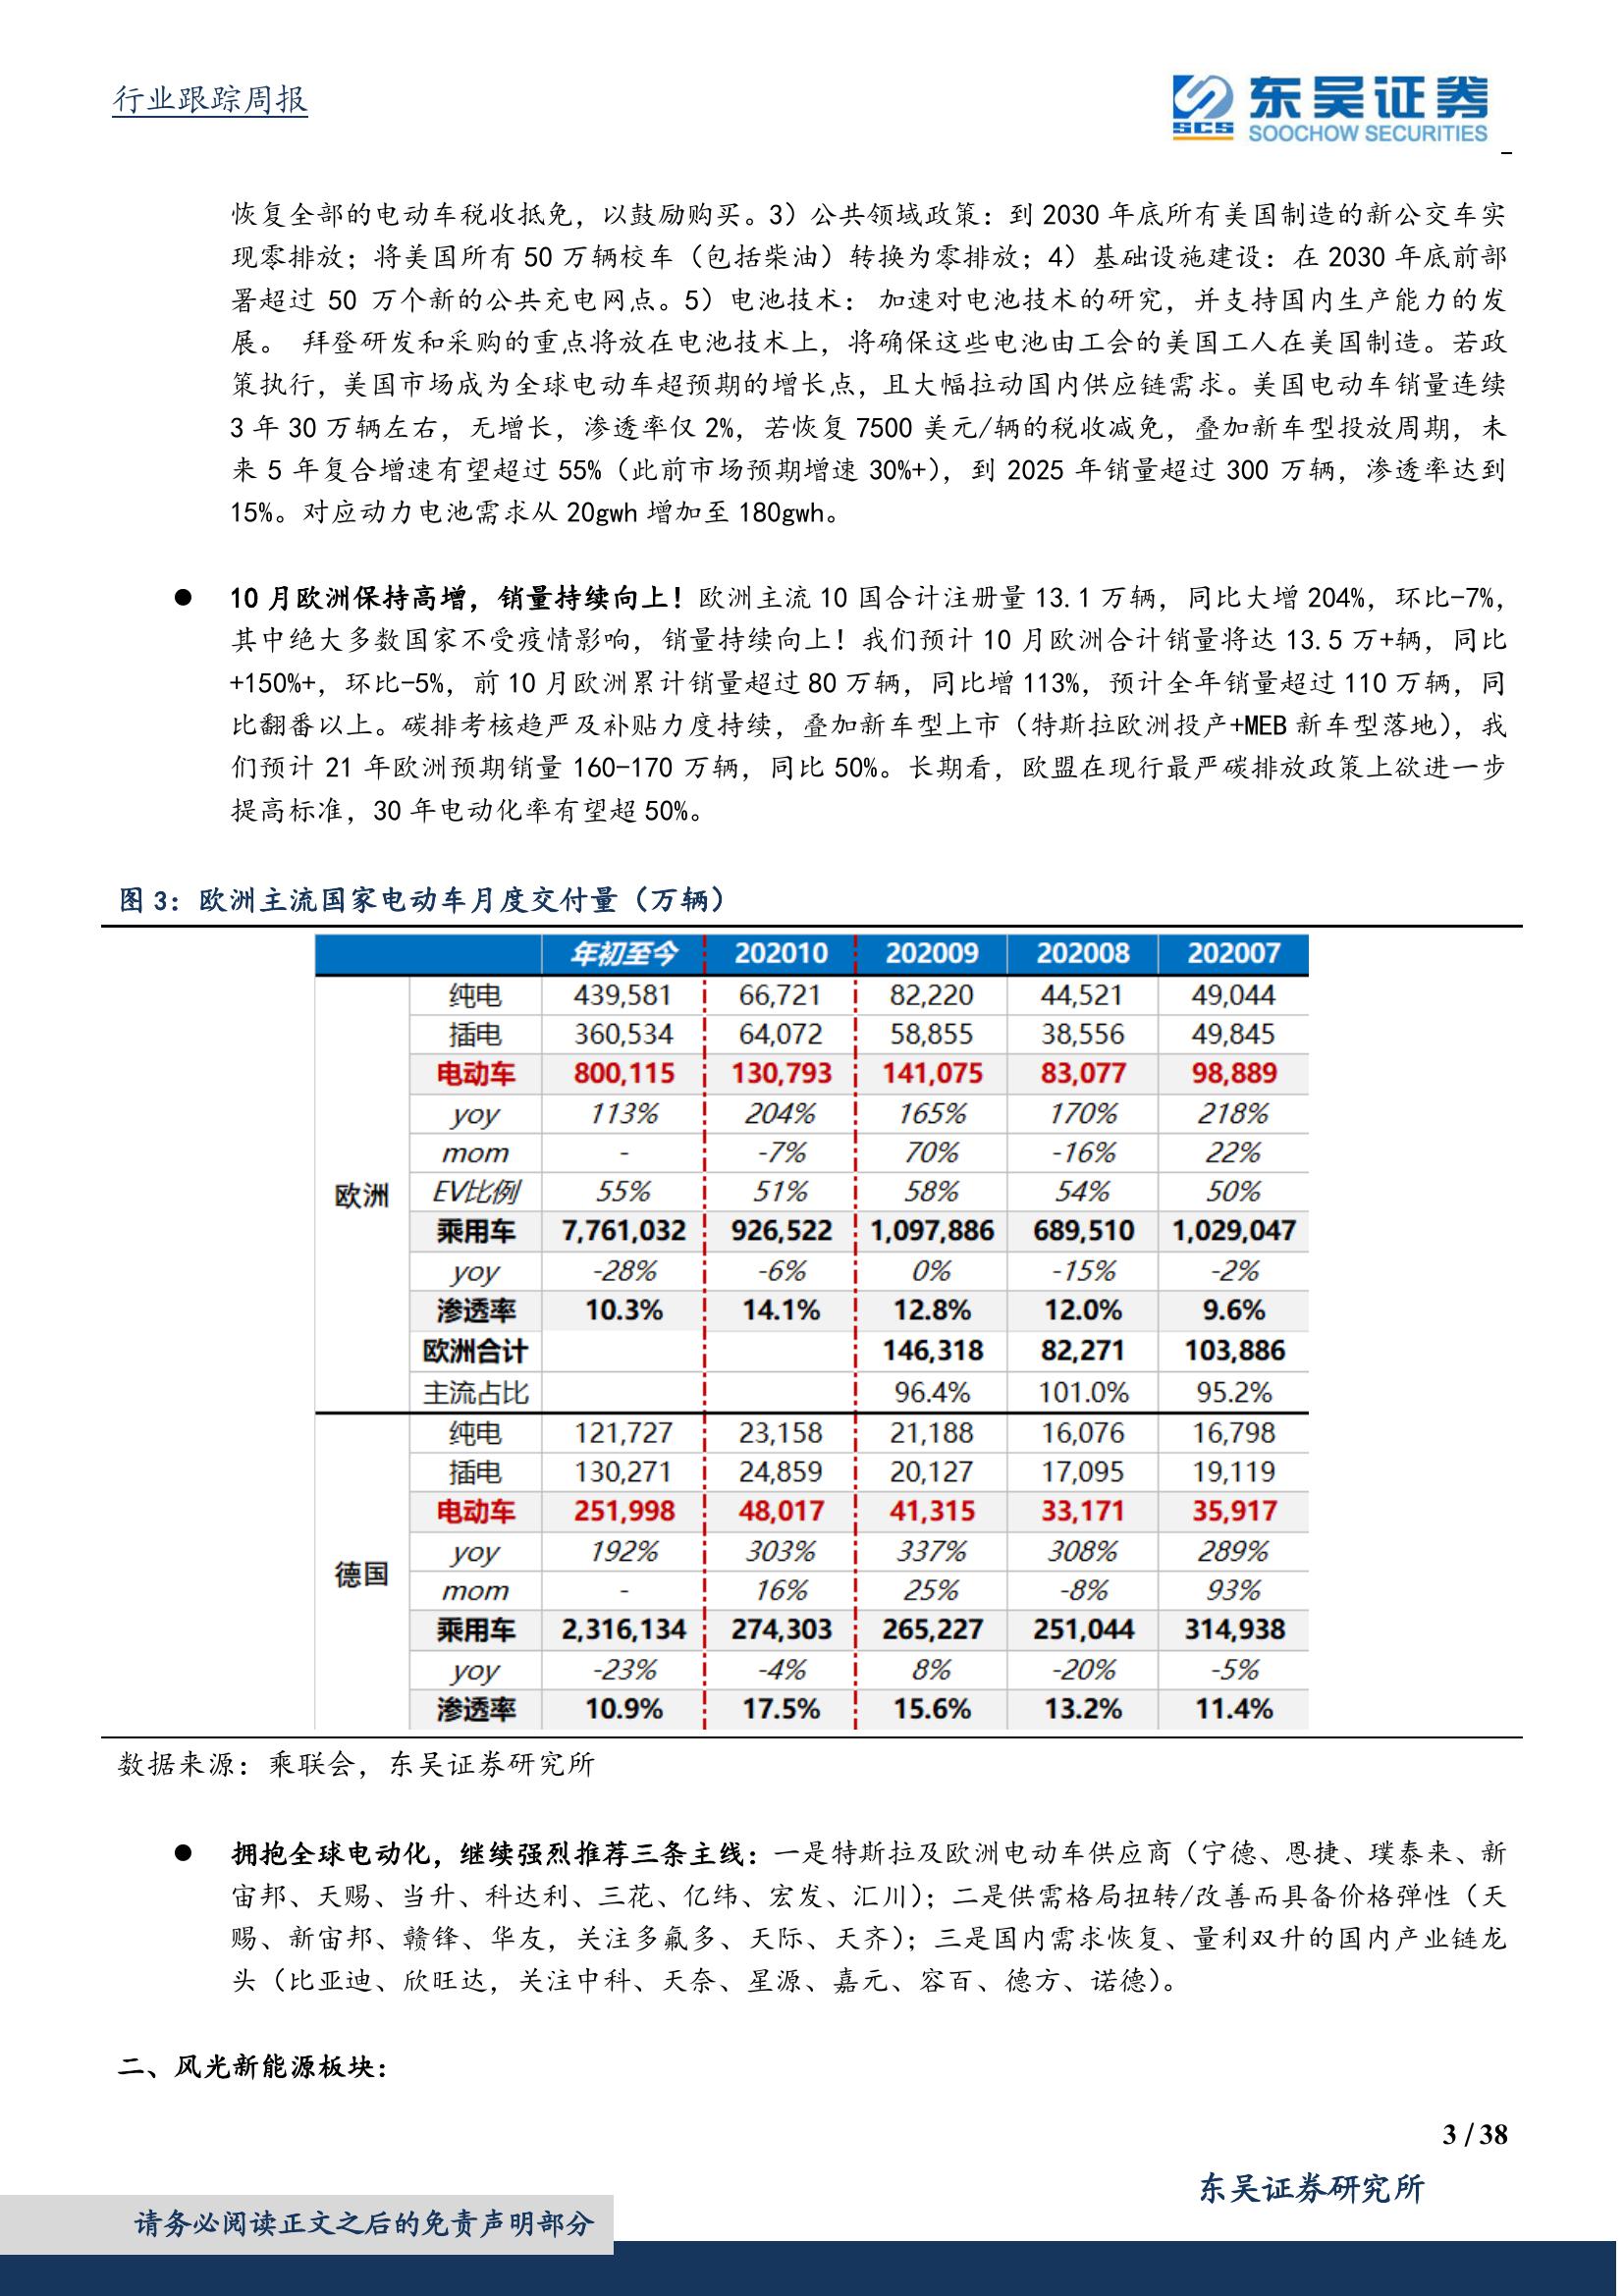 行业跟踪周报
SCS
东吴证券
SOOCHOW SECURITIES
恢复全部的电动车税收抵免，以鼓励购买。3）公共领域政策：到 2030 年底所有美国制造的新公交车实
现零排放；将美国所有 50 万辆校车（包括柴油）转换为零排放；4）基础设施建设：在 2030 年底前部
署超过 50 万个新的公共充电网点。5）电池技术： 加速对电池技术的研究，并支持国内生产能力的发
展。 拜登研发和采购的重点将放在电池技术上，将确保这些电池由工会的美国工人在美国制造。若政
策执行，美国市场成为全球电动车超预期的增长点，且大幅拉动国内供应链需求。美国电动车销量连续
3 年 30 万辆左右，无增长，渗透率仅 2%，若恢复 7500 美元/辆的税收减免，叠加新车型投放周期，未
来 5 年复合增速有望超过 55%（此前市场预期增速 30%+），到 2025 年销量超过 300 万辆，渗透率达到
15%。对应动力电池需求从 20gwh 增加至 180gwh。
● 10 月欧洲保持高增，销量持续向上！欧洲主流 10 国合计注册量 13.1 万辆，同比大增 204%，环比-7%，
其中绝大多数国家不受疫情影响，销量持续向上！我们预计 10 月欧洲合计销量将达 13.5 万+辆，同比
+150%+，环比-5%，前 10 月欧洲累计销量超过 80 万辆，同比增 113%，预计全年销量超过 110 万辆，同
比翻番以上。碳排考核趋严及补贴力度持续，叠加新车型上市（特斯拉欧洲投产+MEB 新车型落地），我
们预计 21 年欧洲预期销量 160-170 万辆，同比 50%。长期看，欧盟在现行最严碳排放政策上欲进一步
提高标准，30 年电动化率有望超 50%。
图 3：欧洲主流国家电动车月度交付量（万辆）
年初至今 202010 202009 202008 202007
欧洲
纯电 439,581 66,721 82,220 44,521 49,044
插电 360,534 64,072 58,855 38,556 49,845
电动车 800,115 130,793 141,075 83,077 98,889
yoy 113% 204% 165% 170% 218%
mom - -7% 70% -16% 22%
EV比例 55% 51% 58% 54% 50%
乘用车 7,761,032 926,522 1,097,886 689,510 1,029,047
yoy -28% -6% 0% -15% -2%
渗透率 10.3% 14.1% 12.8% 12.0% 9.6%
欧洲合计 146,318 82,271 103,886
主流占比 96.4% 101.0% 95.2%
德国
纯电 121,727 23,158 21,188 16,076 16,798
插电 130,271 24,859 20,127 17,095 19,119
电动车 251,998 48,017 41,315 33,171 35,917
yoy 192% 303% 337% 308% 289%
mom - 16% 25% -8% 93%
乘用车 2,316,134 274,303 265,227 251,044 314,938
yoy -23% -4% 8% -20% -5%
渗透率 10.9% 17.5% 15.6% 13.2% 11.4%
数据来源：乘联会，东吴证券研究所
● 拥抱全球电动化，继续强烈推荐三条主线：一是特斯拉及欧洲电动车供应商（宁德、恩捷、璞泰来、新
宙邦、天赐、当升、科达利、三花、亿纬、宏发、汇川）；二是供需格局扭转/改善而具备价格弹性（天
赐、新宙邦、赣锋、华友，关注多氟多、天际、天齐）；三是国内需求恢复、量利双升的国内产业链龙
头（比亚迪、欣旺达，关注中科、天奈、星源、嘉元、容百、德方、诺德）。
二、风光新能源板块：
3 / 38
东吴证券研究所
请务必阅读正文之后的免责声明部分